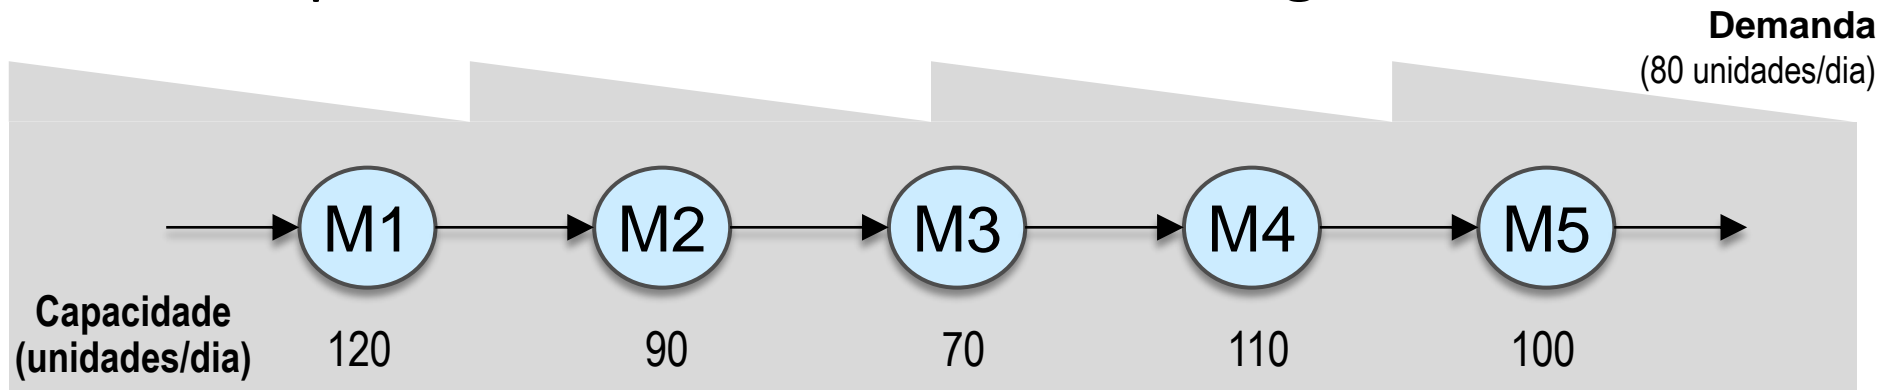 Demanda
(80 unidades/dia)
M1 M2 M3 M4 M5
Capacidade
(unidades/dia) 120 90 70 110 100